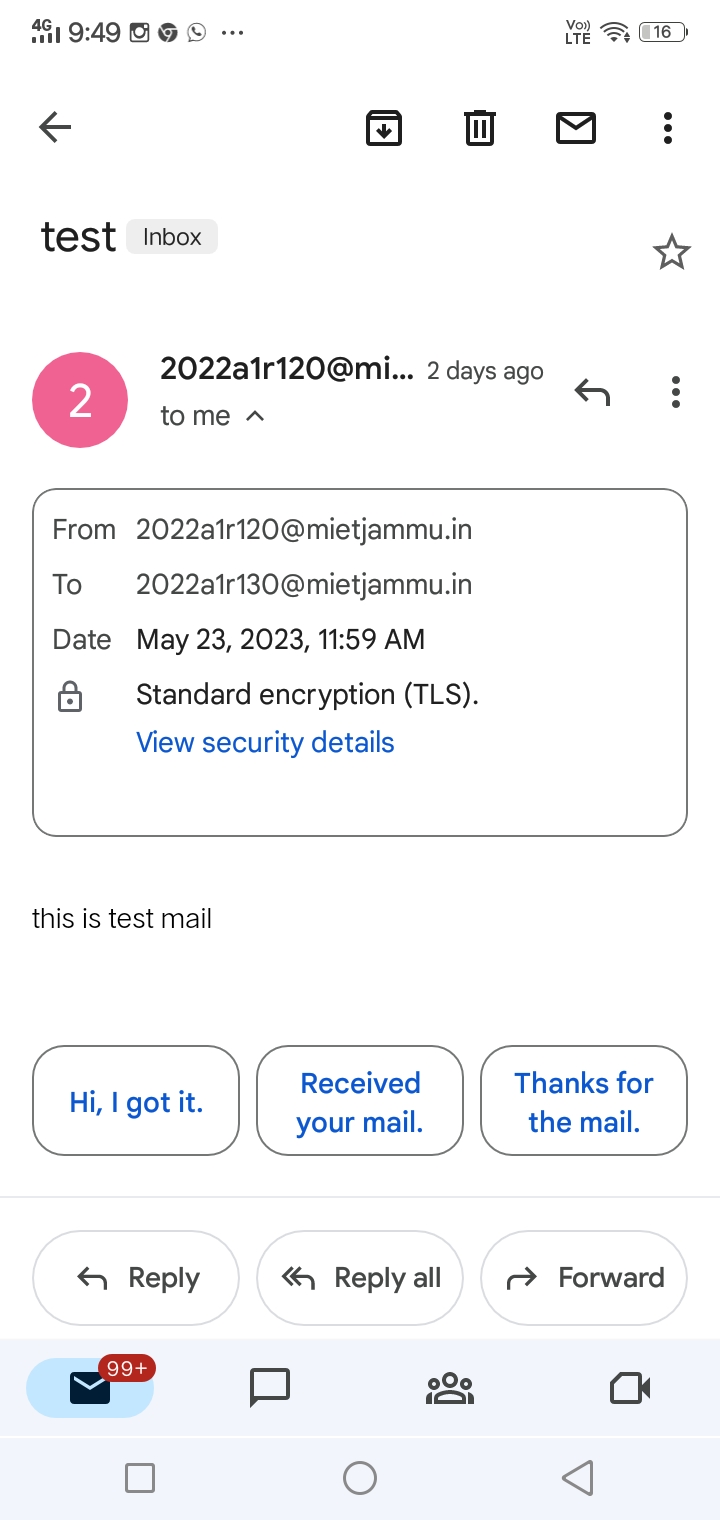 4G 9:49 Vo)) LTE 16
test Inbox
2022a1r120@mi... 2 days ago
2
to me
From 2022a1r120@mietjammu.in
To 2022a1r130@mietjammu.in
Date May 23, 2023, 11:59 AM
Standard encryption (TLS).
View security details
this is test mail
Hi, I got it.
Received your mail.
Thanks for the mail.
Reply Reply all Forward
99+